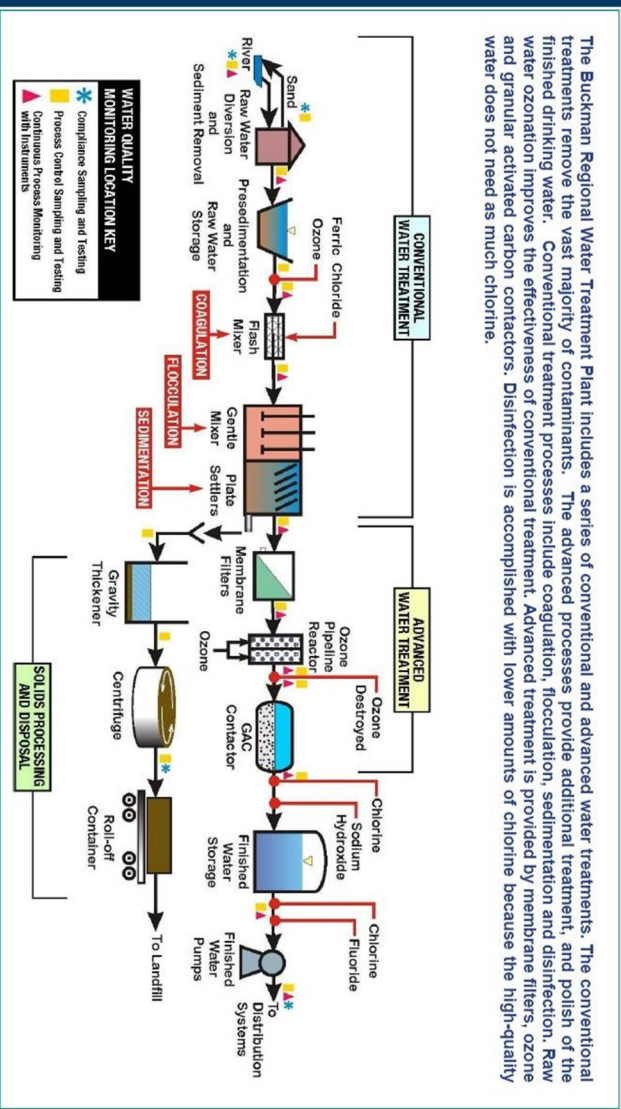 The Buckman Regional Water Treatment Plant includes a series of conventional and advanced water treatments. The conventional
treatments remove the vast majority of contaminants. The advanced processes provide additional treatment, and polish of the
finished drinking water. Conventional treatment processes include coagulation, flocculation, sedimentation and disinfection. Raw
water ozonation improves the effectiveness of conventional treatment. Advanced treatment is provided by membrane filters, ozone
and granular activated carbon contactors. Disinfection is accomplished with lower amounts of chlorine because the high-quality
water does not need as much chlorine.
CONVENTIONAL
WATER TREATMENT
ADVANCED
WATER TREATMENT
Ferric Chloride
Ozone
Ozone
Destroyed
Chlorine
Sodium
Hydroxide
Chlorine
Fluoride
Sand
River
Raw Water
Diversion
and
Sediment Removal
Presedimentation
and
Raw Water
Storage
Flash
Mixer
Gentle
Mixer
Plate
Settlers
Membrane
Filters
Ozone
Pipeline
Reactor
Ozone
GAC
Contactor
Finished
Water
Storage
Finished
Water
Pumps
To
Distribution
Systems
COAGULATION
FLOCCULATION
SEDIMENTATION
Gravity
Thickener
Centrifuge
Roll-off
Container
To Landfill
SOLIDS PROCESSING
AND DISPOSAL
WATER QUALITY
MONITORING LOCATION KEY
Compliance Sampling and Testing
Process Control Sampling and Testing
Continuous Process Monitoring
with Instruments